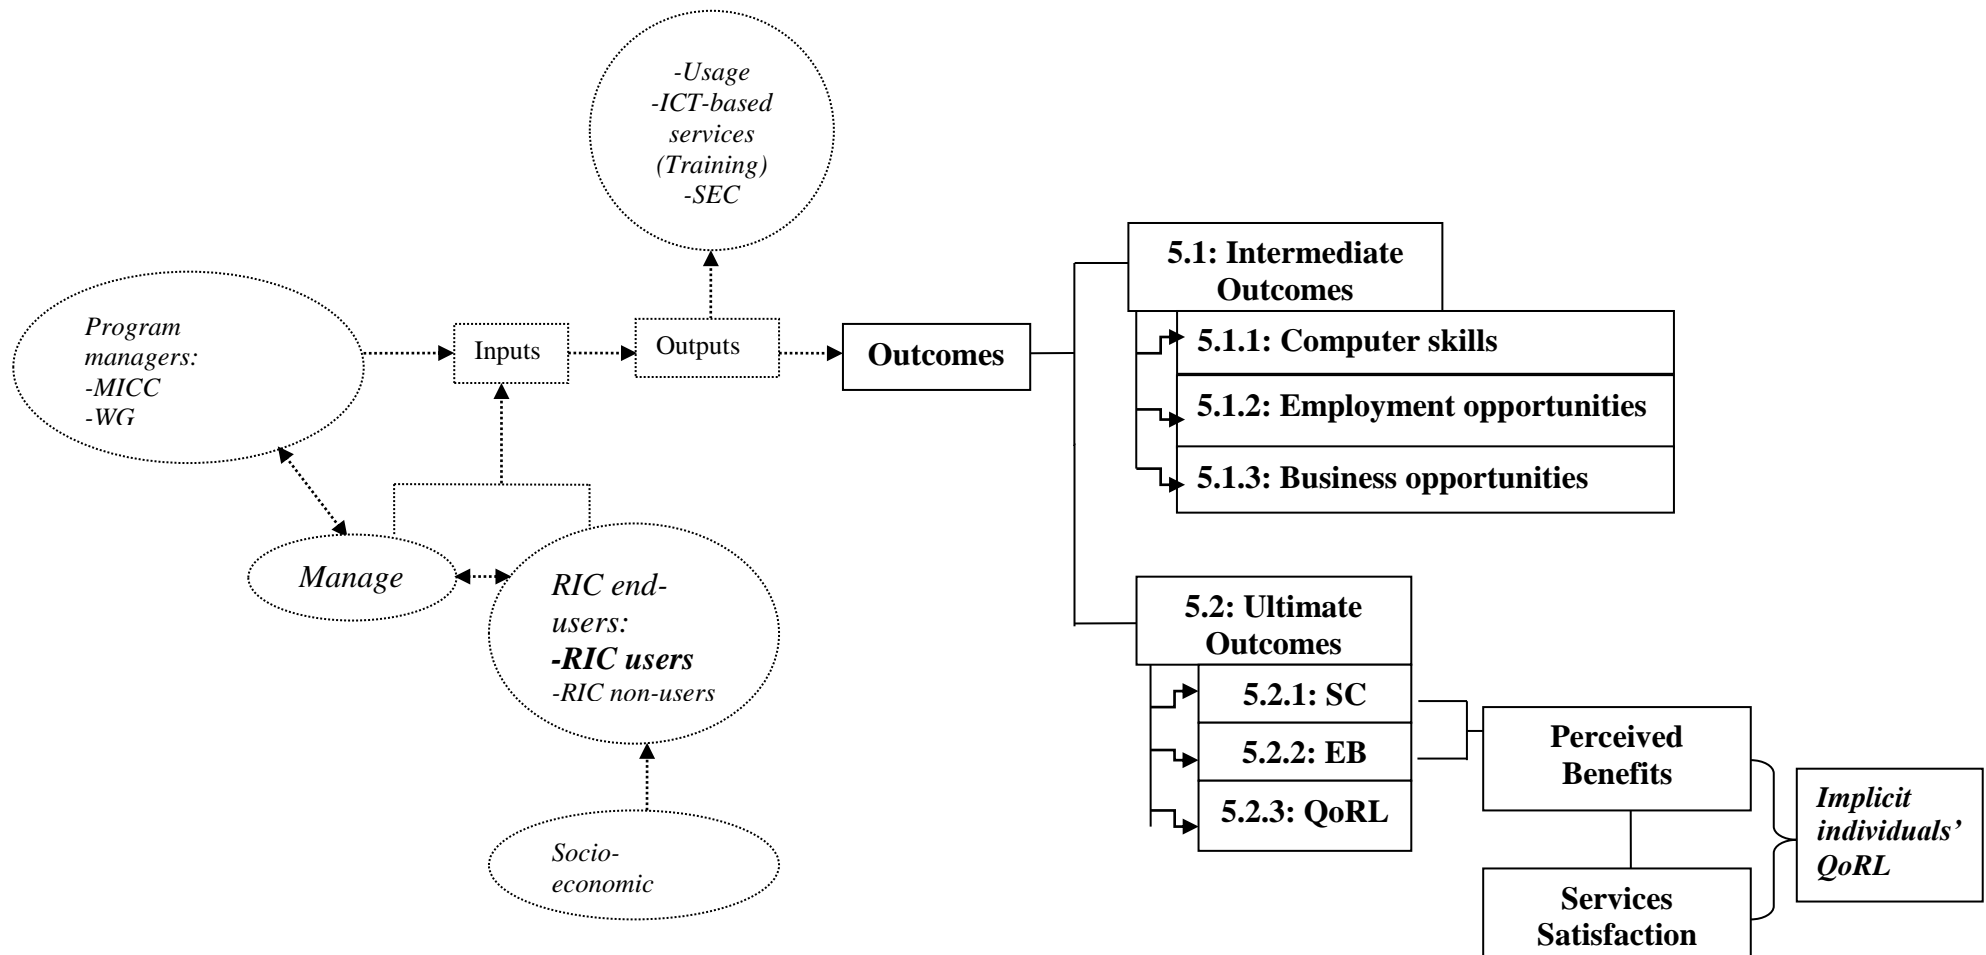 -Usage
-ICT-based
services
(Training)
-SEC
Program
managers:
-MICC
-WG
Inputs
Outputs
Outcomes
Manage
RIC end-
users:
-RIC users
-RIC non-users
Socio-
economic
5.1: Intermediate
Outcomes
5.1.1: Computer skills
5.1.2: Employment opportunities
5.1.3: Business opportunities
5.2: Ultimate
Outcomes
5.2.1: SC
5.2.2: EB
5.2.3: QoRL
Perceived
Benefits
Services
Satisfaction
Implicit
individuals’
QoRL